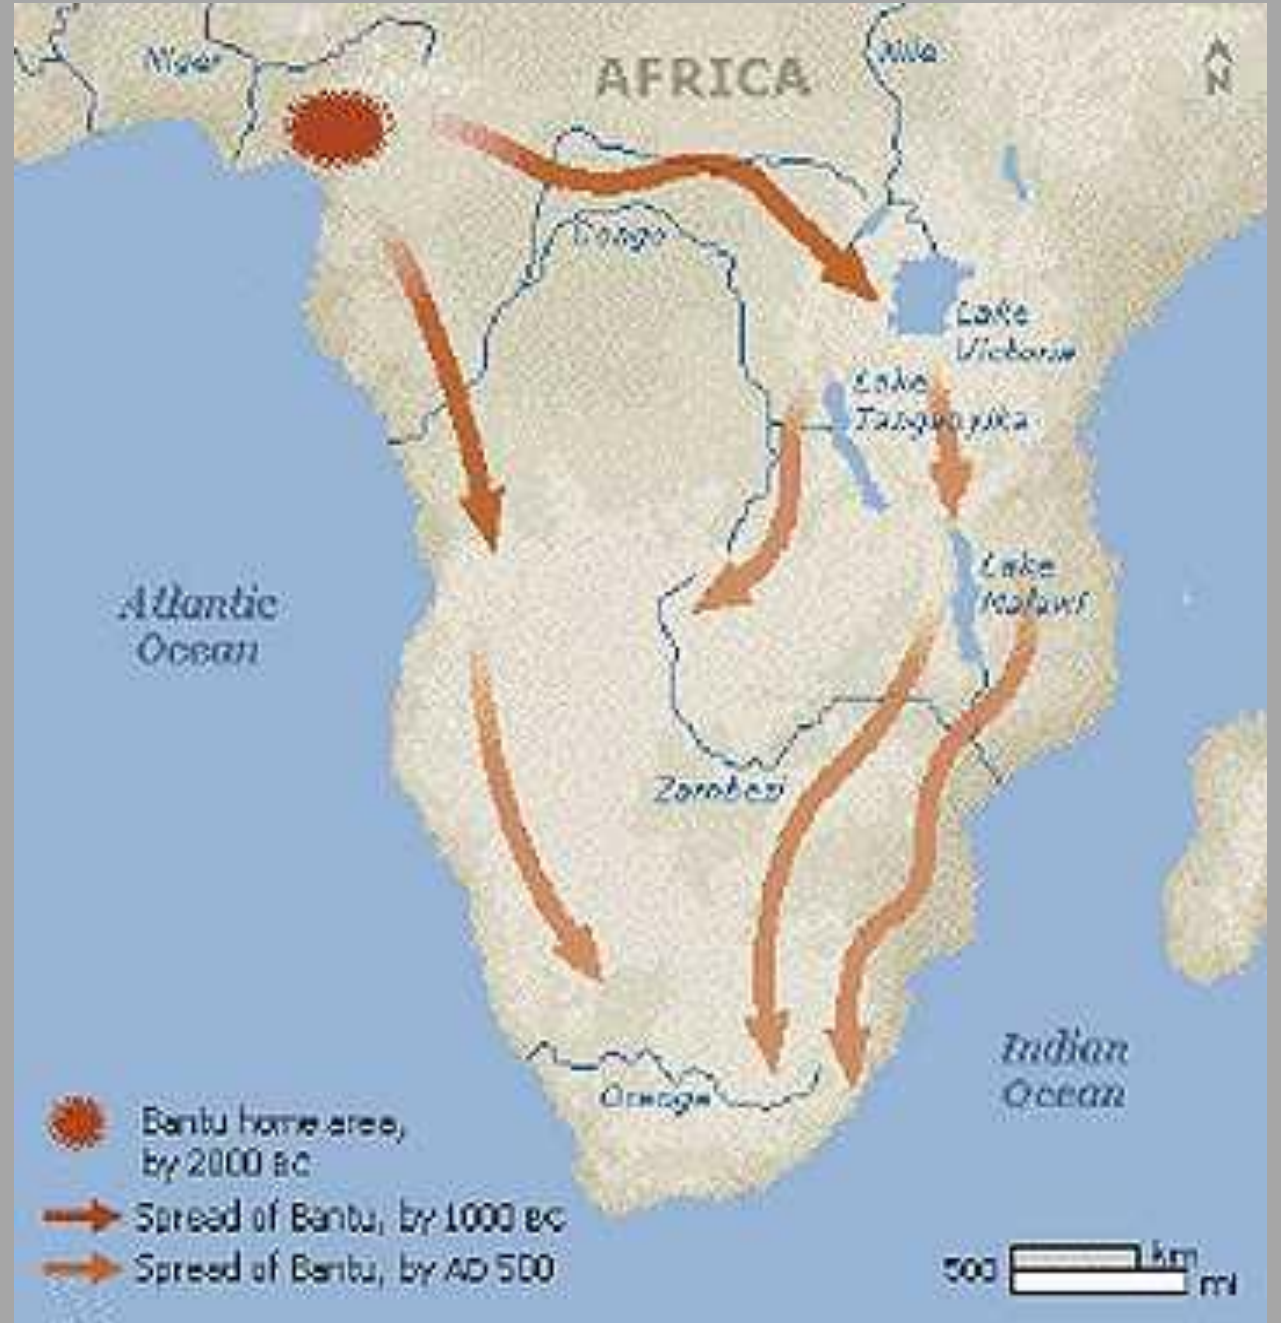 Niger
AFRICA
Nile
N
Congo
Lake
Victoria
Lake
Tanganyika
Lake
Malawi
Atlantic
Ocean
Zambezi
Indian
Ocean
Orange
Bantu home area,
by 2000 BC
Spread of Bantu, by 1000 BC
Spread of Bantu, by AD 500
500 km
mi